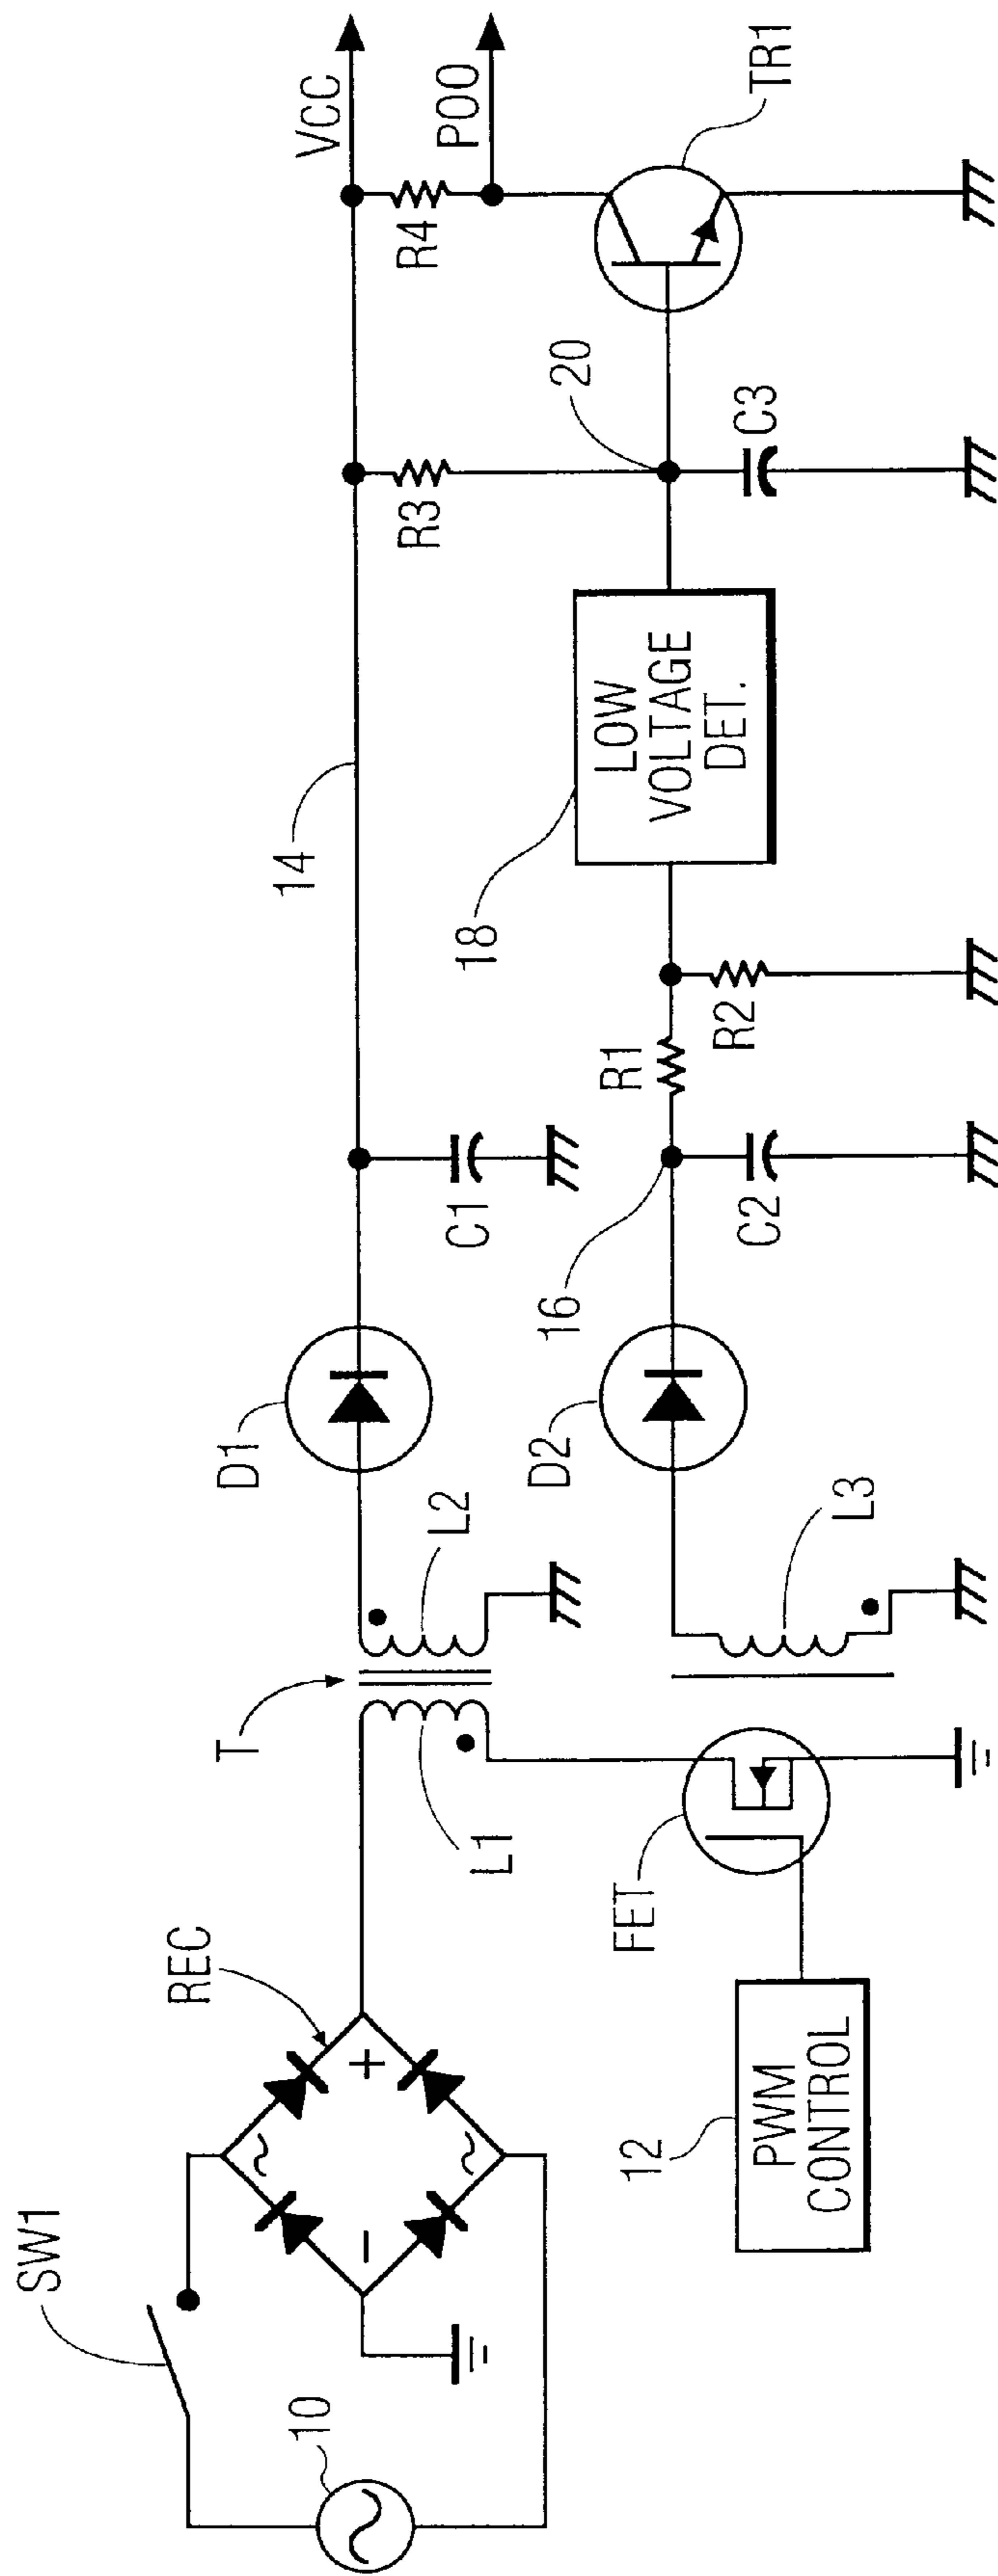 SW1
10
REC
12
PWM
CONTROL
FET
T
L1
L2
L3
D1
D2
C1
16
C2
R1
R2
14
18
LOW
VOLTAGE
DET.
R3
20
C3
R4
VCC
P00
TR1